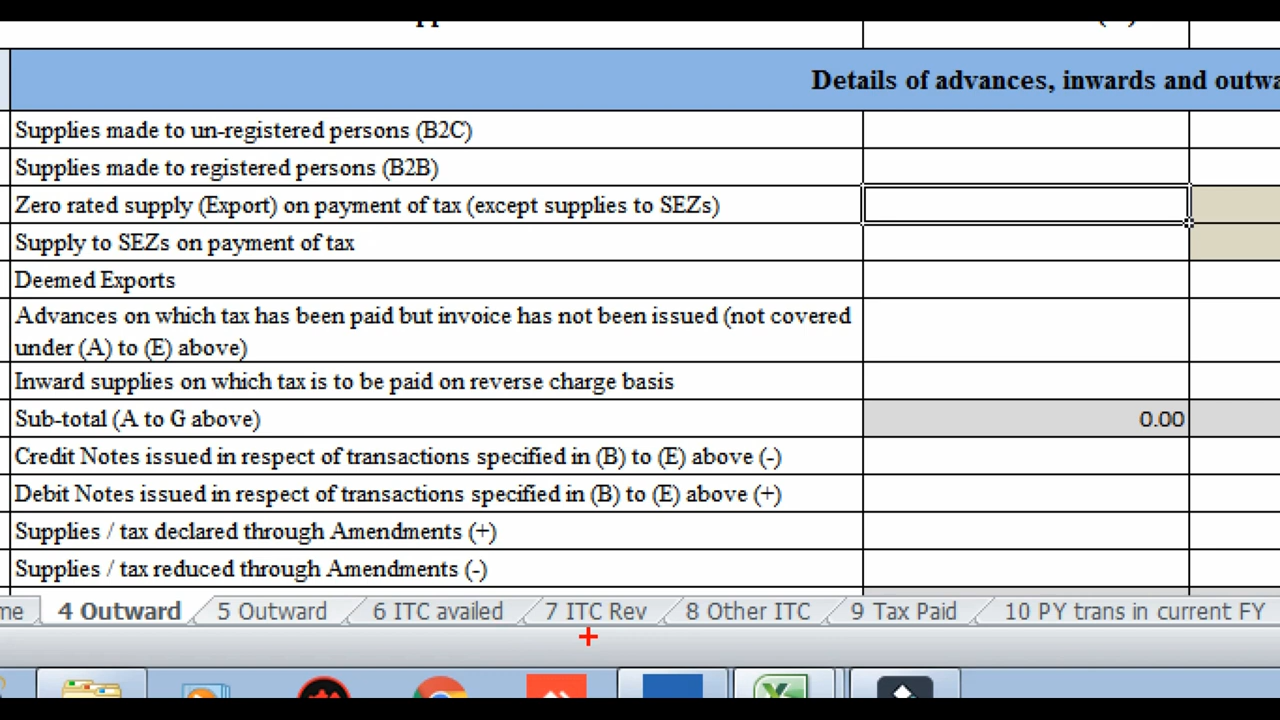 Details of advances, inwards and outwa
Supplies made to un-registered persons (B2C)
Supplies made to registered persons (B2B)
Zero rated supply (Export) on payment of tax (except supplies to SEZs)
Supply to SEZs on payment of tax
Deemed Exports
Advances on which tax has been paid but invoice has not been issued (not covered
under (A) to (E) above)
Inward supplies on which tax is to be paid on reverse charge basis
Sub-total (A to G above) 0.00
Credit Notes issued in respect of transactions specified in (B) to (E) above (-)
Debit Notes issued in respect of transactions specified in (B) to (E) above (+)
Supplies / tax declared through Amendments (+)
Supplies / tax reduced through Amendments (-)
me 4 Outward 5 Outward 6 ITC availed 7 ITC Rev 8 Other ITC 9 Tax Paid 10 PY trans in current FY